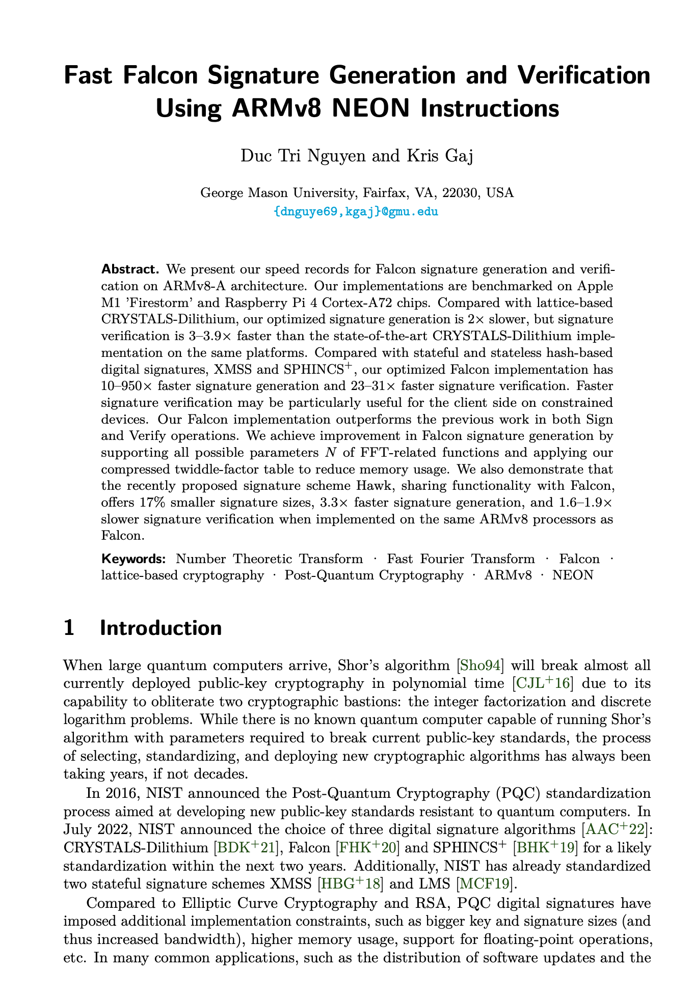 Fast Falcon Signature Generation and Verification
Using ARMv8 NEON Instructions
Duc Tri Nguyen and Kris Gaj
George Mason University, Fairfax, VA, 22030, USA
{dnguye69,kgaj}@gmu.edu
Abstract. We present our speed records for Falcon signature generation and verifi-
cation on ARMv8-A architecture. Our implementations are benchmarked on Apple
M1 'Firestorm' and Raspberry Pi 4 Cortex-A72 chips. Compared with lattice-based
CRYSTALS-Dilithium, our optimized signature generation is 2× slower, but signature
verification is 3–3.9× faster than the state-of-the-art CRYSTALS-Dilithium imple-
mentation on the same platforms. Compared with stateful and stateless hash-based
digital signatures, XMSS and SPHINCS⁺, our optimized Falcon implementation has
10–950× faster signature generation and 23–31× faster signature verification. Faster
signature verification may be particularly useful for the client side on constrained
devices. Our Falcon implementation outperforms the previous work in both Sign
and Verify operations. We achieve improvement in Falcon signature generation by
supporting all possible parameters N of FFT-related functions and applying our
compressed twiddle-factor table to reduce memory usage. We also demonstrate that
the recently proposed signature scheme Hawk, sharing functionality with Falcon,
offers 17% smaller signature sizes, 3.3× faster signature generation, and 1.6–1.9×
slower signature verification when implemented on the same ARMv8 processors as
Falcon.
Keywords: Number Theoretic Transform · Fast Fourier Transform · Falcon ·
lattice-based cryptography · Post-Quantum Cryptography · ARMv8 · NEON
1 Introduction
When large quantum computers arrive, Shor's algorithm [Sho94] will break almost all
currently deployed public-key cryptography in polynomial time [CJL⁺16] due to its
capability to obliterate two cryptographic bastions: the integer factorization and discrete
logarithm problems. While there is no known quantum computer capable of running Shor's
algorithm with parameters required to break current public-key standards, the process
of selecting, standardizing, and deploying new cryptographic algorithms has always been
taking years, if not decades.
In 2016, NIST announced the Post-Quantum Cryptography (PQC) standardization
process aimed at developing new public-key standards resistant to quantum computers. In
July 2022, NIST announced the choice of three digital signature algorithms [AAC⁺22]:
CRYSTALS-Dilithium [BDK⁺21], Falcon [FHK⁺20] and SPHINCS⁺ [BHK⁺19] for a likely
standardization within the next two years. Additionally, NIST has already standardized
two stateful signature schemes XMSS [HBG⁺18] and LMS [MCF19].
Compared to Elliptic Curve Cryptography and RSA, PQC digital signatures have
imposed additional implementation constraints, such as bigger key and signature sizes (and
thus increased bandwidth), higher memory usage, support for floating-point operations,
etc. In many common applications, such as the distribution of software updates and the